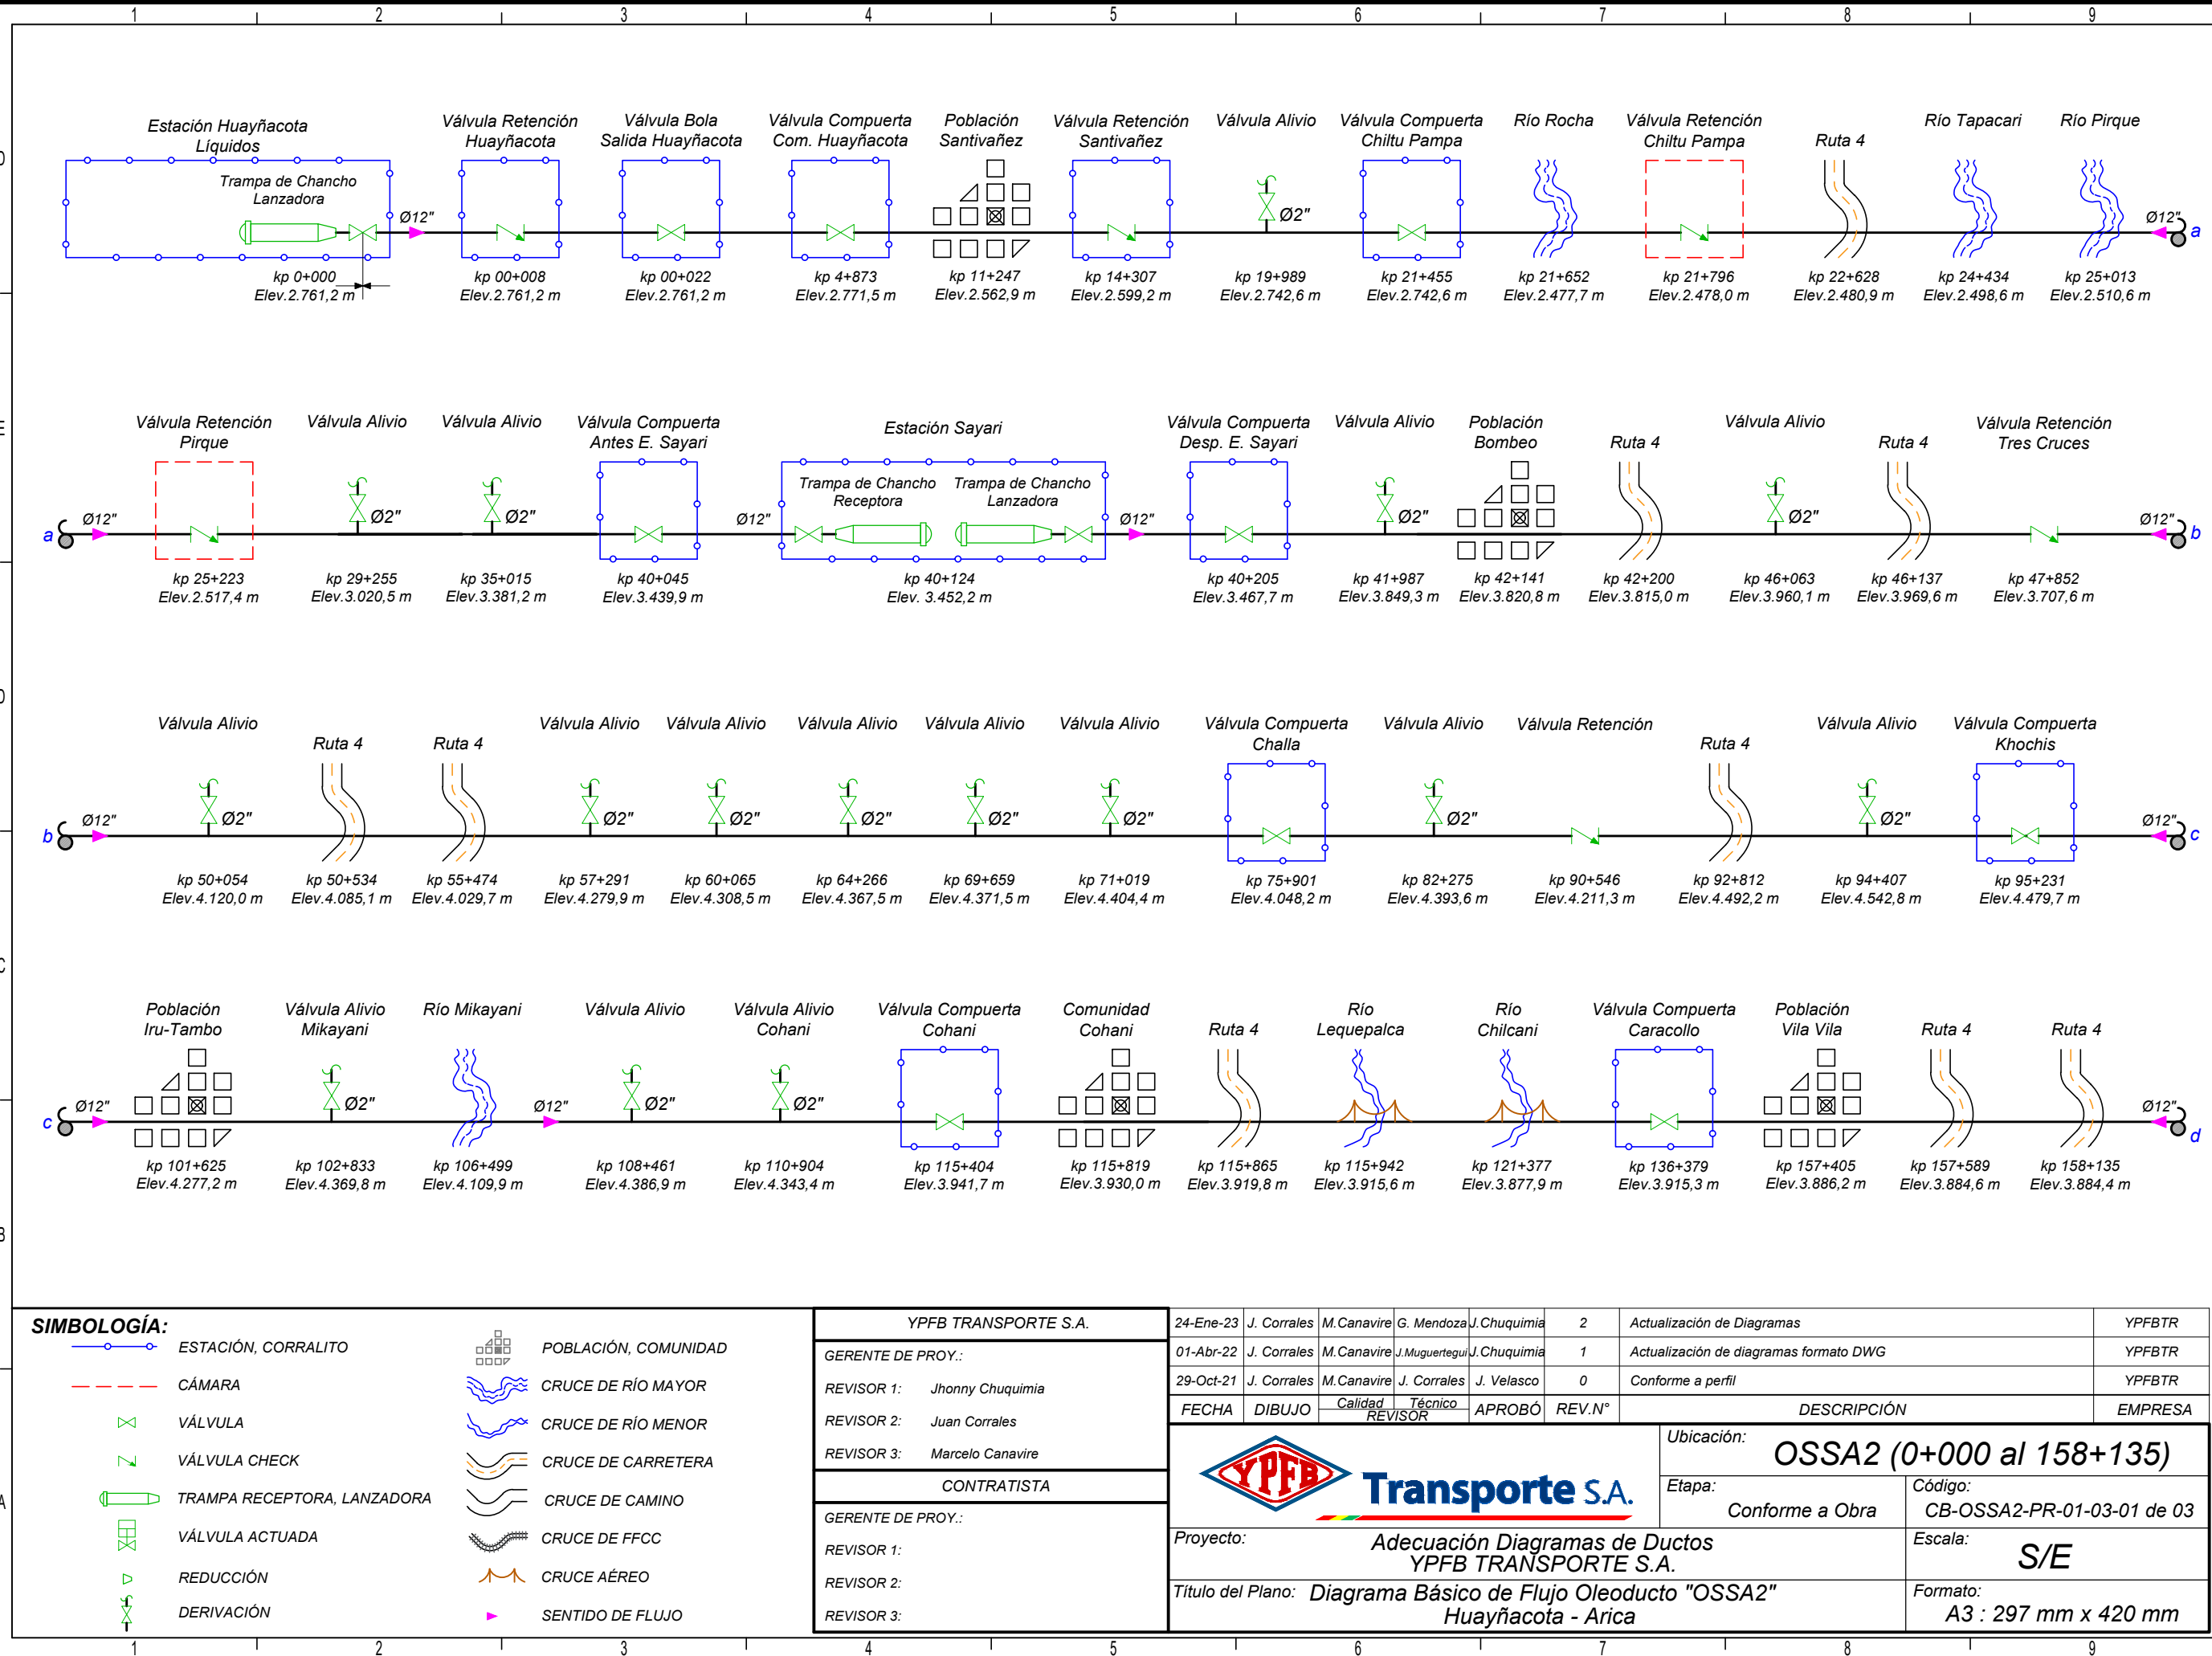 1 2 3 4 5 6 7 8 9
Estación Huayñacota
Líquidos
Trampa de Chancho
Lanzadora
Ø12"
kp 0+000
Elev.2.761,2 m
Válvula Retención
Huayñacota
kp 00+008
Elev.2.761,2 m
Válvula Bola
Salida Huayñacota
kp 00+022
Elev.2.761,2 m
Válvula Compuerta
Com. Huayñacota
kp 4+873
Elev.2.771,5 m
Población
Santivañez
kp 11+247
Elev.2.562,9 m
Válvula Retención
Santivañez
kp 14+307
Elev.2.599,2 m
Válvula Alivio
Ø2"
kp 19+989
Elev.2.742,6 m
Válvula Compuerta
Chiltu Pampa
kp 21+455
Elev.2.742,6 m
Río Rocha
kp 21+652
Elev.2.477,7 m
Válvula Retención
Chiltu Pampa
kp 21+796
Elev.2.478,0 m
Ruta 4
kp 22+628
Elev.2.480,9 m
Río Tapacari
kp 24+434
Elev.2.498,6 m
Río Pirque
kp 25+013
Elev.2.510,6 m
Ø12"
a
a
Ø12"
Válvula Retención
Pirque
kp 25+223
Elev.2.517,4 m
Válvula Alivio
Ø2"
kp 29+255
Elev.3.020,5 m
Válvula Alivio
Ø2"
kp 35+015
Elev.3.381,2 m
Válvula Compuerta
Antes E. Sayari
kp 40+045
Elev.3.439,9 m
Ø12"
Estación Sayari
Trampa de Chancho
Receptora
Trampa de Chancho
Lanzadora
kp 40+124
Elev. 3.452,2 m
Ø12"
Válvula Compuerta
Desp. E. Sayari
kp 40+205
Elev.3.467,7 m
Válvula Alivio
Ø2"
kp 41+987
Elev.3.849,3 m
Población
Bombeo
kp 42+141
Elev.3.820,8 m
Ruta 4
kp 42+200
Elev.3.815,0 m
Válvula Alivio
Ø2"
kp 46+063
Elev.3.960,1 m
Ruta 4
kp 46+137
Elev.3.969,6 m
Válvula Retención
Tres Cruces
kp 47+852
Elev.3.707,6 m
Ø12"
b
b
Ø12"
Válvula Alivio
Ø2"
kp 50+054
Elev.4.120,0 m
Ruta 4
kp 50+534
Elev.4.085,1 m
Ruta 4
kp 55+474
Elev.4.029,7 m
Válvula Alivio
Ø2"
kp 57+291
Elev.4.279,9 m
Válvula Alivio
Ø2"
kp 60+065
Elev.4.308,5 m
Válvula Alivio
Ø2"
kp 64+266
Elev.4.367,5 m
Válvula Alivio
Ø2"
kp 69+659
Elev.4.371,5 m
Válvula Alivio
Ø2"
kp 71+019
Elev.4.404,4 m
Válvula Compuerta
Challa
kp 75+901
Elev.4.048,2 m
Válvula Alivio
Ø2"
kp 82+275
Elev.4.393,6 m
Válvula Retención
kp 90+546
Elev.4.211,3 m
Ruta 4
kp 92+812
Elev.4.492,2 m
Válvula Alivio
Ø2"
kp 94+407
Elev.4.542,8 m
Válvula Compuerta
Khochis
kp 95+231
Elev.4.479,7 m
Ø12"
c
c
Ø12"
Población
Iru-Tambo
kp 101+625
Elev.4.277,2 m
Válvula Alivio
Mikayani
Ø2"
kp 102+833
Elev.4.369,8 m
Río Mikayani
kp 106+499
Elev.4.109,9 m
Ø12"
Válvula Alivio
Ø2"
kp 108+461
Elev.4.386,9 m
Válvula Alivio
Cohani
Ø2"
kp 110+904
Elev.4.343,4 m
Válvula Compuerta
Cohani
kp 115+404
Elev.3.941,7 m
Comunidad
Cohani
kp 115+819
Elev.3.930,0 m
Ruta 4
kp 115+865
Elev.3.919,8 m
Río
Lequepalca
kp 115+942
Elev.3.915,6 m
Río
Chilcani
kp 121+377
Elev.3.877,9 m
Válvula Compuerta
Caracollo
kp 136+379
Elev.3.915,3 m
Población
Vila Vila
kp 157+405
Elev.3.886,2 m
Ruta 4
kp 157+589
Elev.3.884,6 m
Ruta 4
kp 158+135
Elev.3.884,4 m
Ø12"
d
SIMBOLOGÍA:
ESTACIÓN, CORRALITO
CÁMARA
VÁLVULA
VÁLVULA CHECK
TRAMPA RECEPTORA, LANZADORA
VÁLVULA ACTUADA
REDUCCIÓN
DERIVACIÓN
POBLACIÓN, COMUNIDAD
CRUCE DE RÍO MAYOR
CRUCE DE RÍO MENOR
CRUCE DE CARRETERA
CRUCE DE CAMINO
CRUCE DE FFCC
CRUCE AÉREO
SENTIDO DE FLUJO
YPFB TRANSPORTE S.A.
GERENTE DE PROY.:
REVISOR 1: Jhonny Chuquimia
REVISOR 2: Juan Corrales
REVISOR 3: Marcelo Canavire
CONTRATISTA
GERENTE DE PROY.:
REVISOR 1:
REVISOR 2:
REVISOR 3:
24-Ene-23 J. Corrales M.Canavire G. Mendoza J.Chuquimia 2 Actualización de Diagramas YPFBTR
01-Abr-22 J. Corrales M.Canavire J.Muguertegui J.Chuquimia 1 Actualización de diagramas formato DWG YPFBTR
29-Oct-21 J. Corrales M.Canavire J. Corrales J. Velasco 0 Conforme a perfil YPFBTR
FECHA DIBUJO Calidad Técnico REVISOR APROBÓ REV.N° DESCRIPCIÓN EMPRESA
YPFB Transporte S.A.
Ubicación: OSSA2 (0+000 al 158+135)
Etapa: Conforme a Obra
Código: CB-OSSA2-PR-01-03-01 de 03
Proyecto: Adecuación Diagramas de Ductos
YPFB TRANSPORTE S.A.
Escala: S/E
Título del Plano: Diagrama Básico de Flujo Oleoducto "OSSA2"
Huayñacota - Arica
Formato: A3 : 297 mm x 420 mm
1 2 3 4 5 6 7 8 9